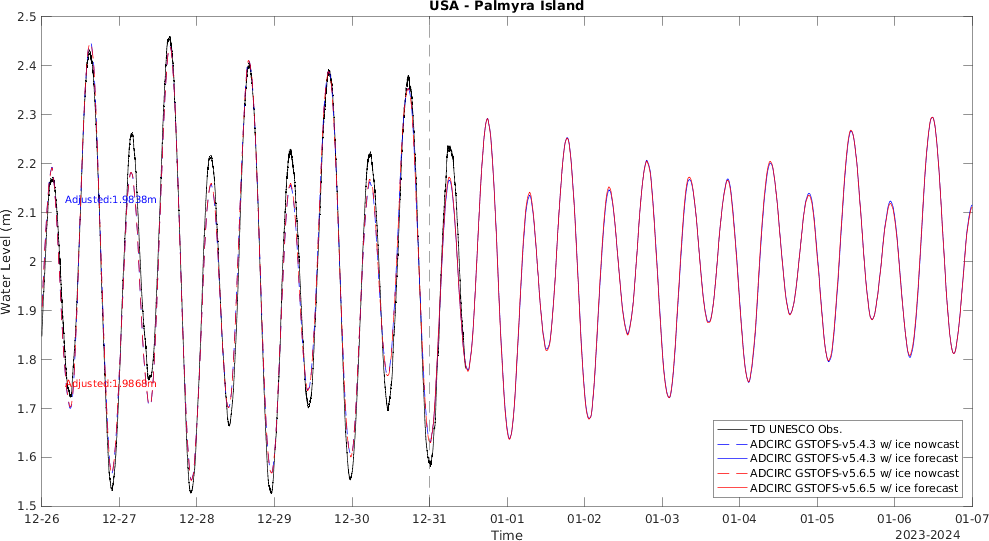 USA - Palmyra Island
Water Level (m)
2.5
2.4
2.3
2.2
2.1
2
1.9
1.8
1.7
1.6
1.5
Adjusted:1.9838m
Adjusted:1.9868m
TD UNESCO Obs.
ADCIRC GSTOFS-v5.4.3 w/ ice nowcast
ADCIRC GSTOFS-v5.4.3 w/ ice forecast
ADCIRC GSTOFS-v5.6.5 w/ ice nowcast
ADCIRC GSTOFS-v5.6.5 w/ ice forecast
12-26 12-27 12-28 12-29 12-30 12-31 01-01 01-02 01-03 01-04 01-05 01-06 01-07
Time
2023-2024